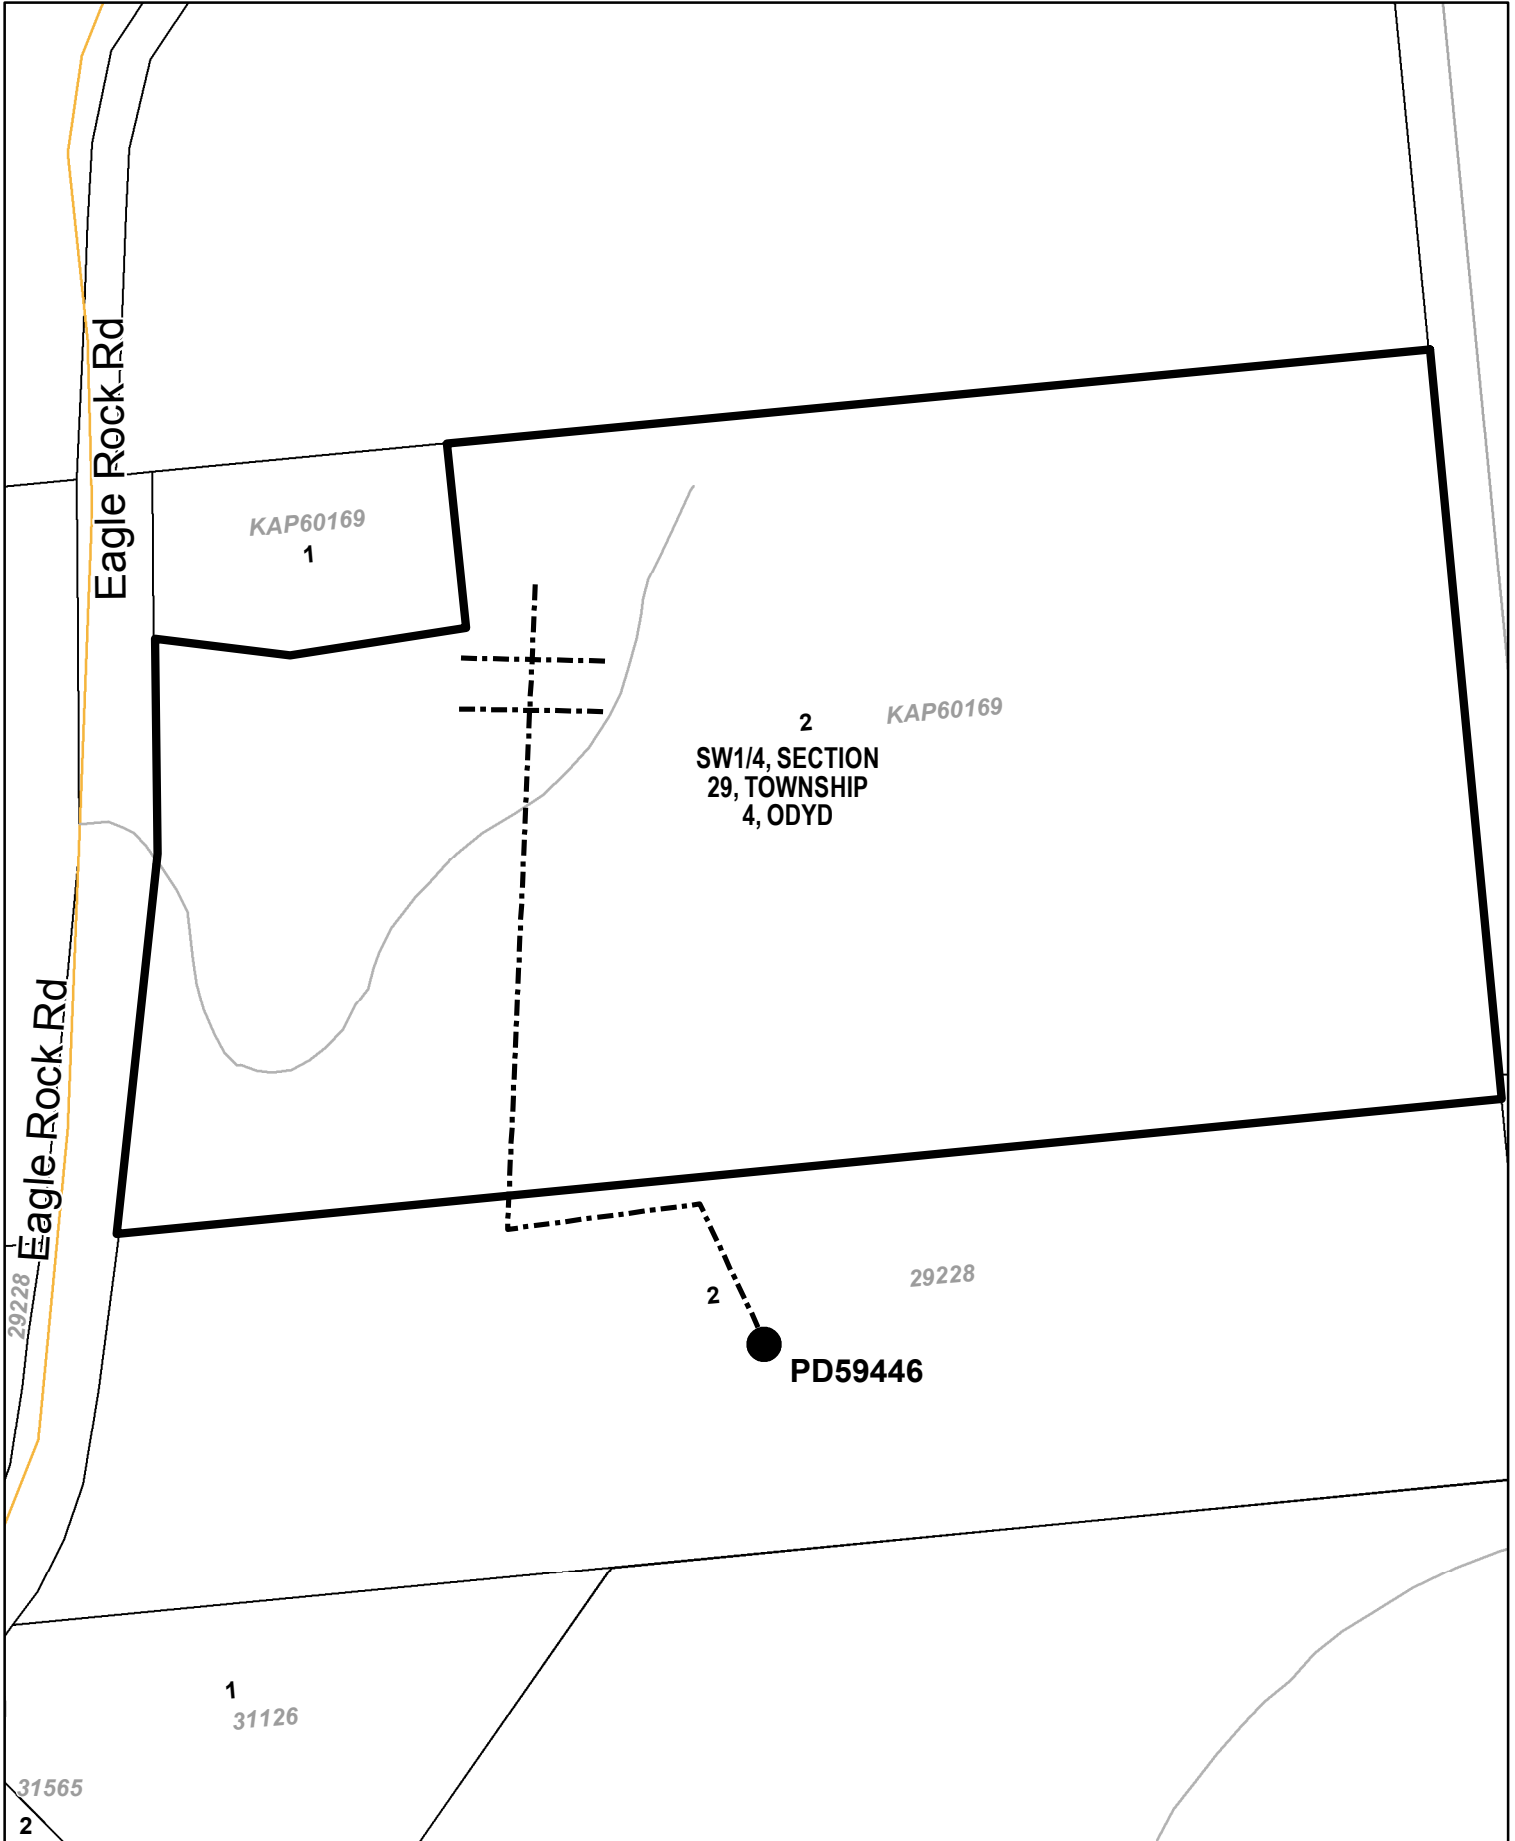 Eagle Rock Rd
KAP60169
1
2
KAP60169
SW1/4, SECTION
29, TOWNSHIP
4, ODYD
Eagle Rock Rd
29228
29228
2
PD59446
1
31126
31565
2